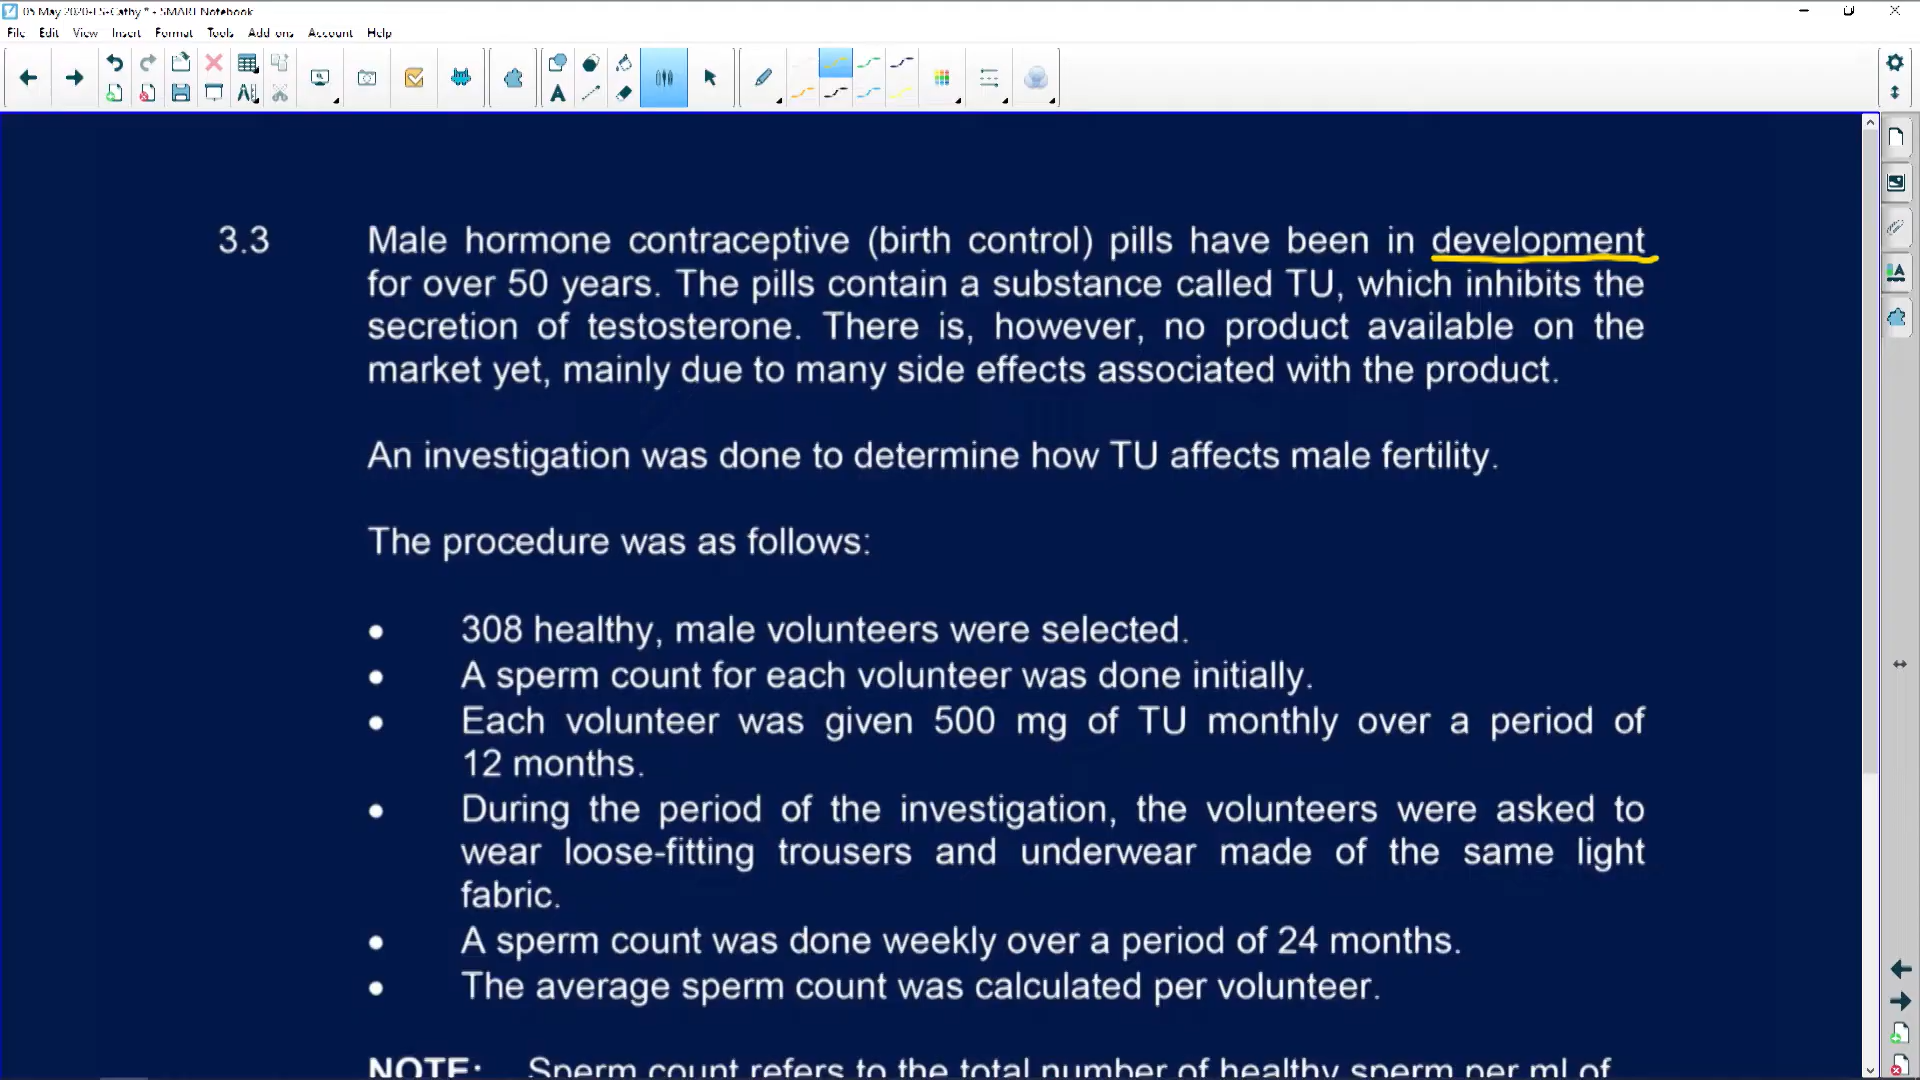 05 May 2020-LS-Cathy * - SMART Notebook
File Edit View Insert Format Tools Add-ons Account Help
3.3 Male hormone contraceptive (birth control) pills have been in development
for over 50 years. The pills contain a substance called TU, which inhibits the
secretion of testosterone. There is, however, no product available on the
market yet, mainly due to many side effects associated with the product.
An investigation was done to determine how TU affects male fertility.
The procedure was as follows:
• 308 healthy, male volunteers were selected.
• A sperm count for each volunteer was done initially.
• Each volunteer was given 500 mg of TU monthly over a period of
12 months.
• During the period of the investigation, the volunteers were asked to
wear loose-fitting trousers and underwear made of the same light
fabric.
• A sperm count was done weekly over a period of 24 months.
• The average sperm count was calculated per volunteer.
NOTE: Sperm count refers to the total number of healthy sperm per ml of